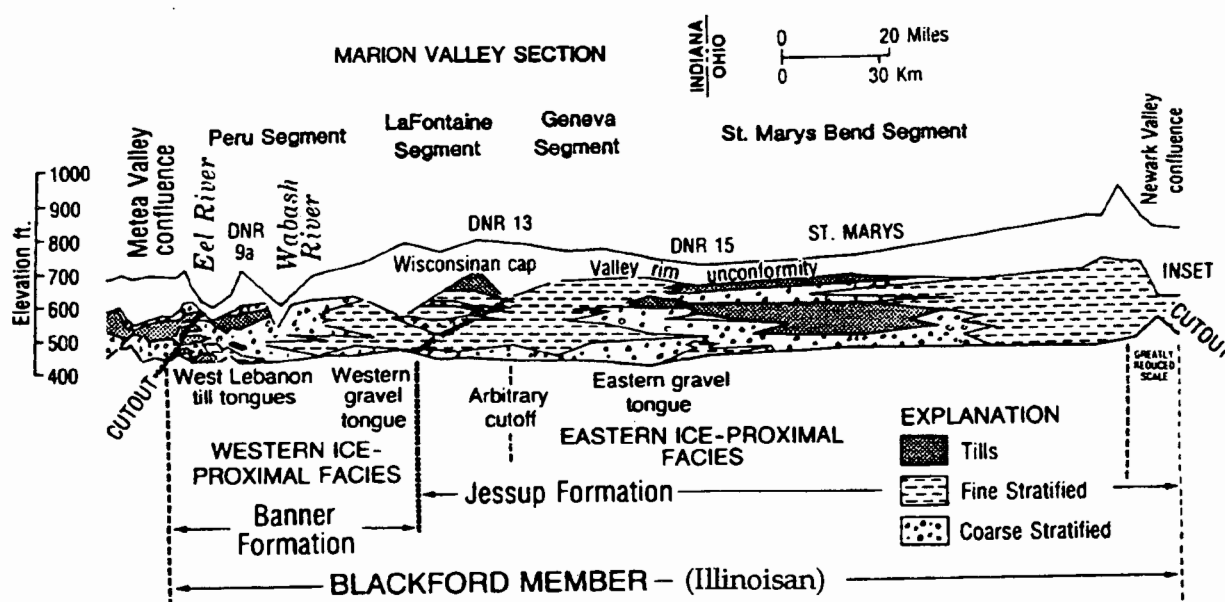 MARION VALLEY SECTION
INDIANA
OHIO
0 20 Miles
0 30 Km
Peru Segment
LaFontaine
Segment
Geneva
Segment
St. Marys Bend Segment
Metea Valley
confluence
Eel River
DNR
9a
Wabash
River
DNR 13
DNR 15
ST. MARYS
Newark Valley
confluence
Elevation ft.
1000
900
800
700
600
500
400
Wisconsinan cap
Valley rim unconformity
INSET
CUTOUT
CUTOUT
GREATLY
REDUCED
SCALE
West Lebanon
till tongues
Western
gravel
tongue
Arbitrary
cutoff
Eastern gravel
tongue
WESTERN ICE-
PROXIMAL FACIES
EASTERN ICE-PROXIMAL
FACIES
EXPLANATION
Tills
Fine Stratified
Coarse Stratified
Jessup Formation
Banner
Formation
BLACKFORD MEMBER – (Illinoisan)